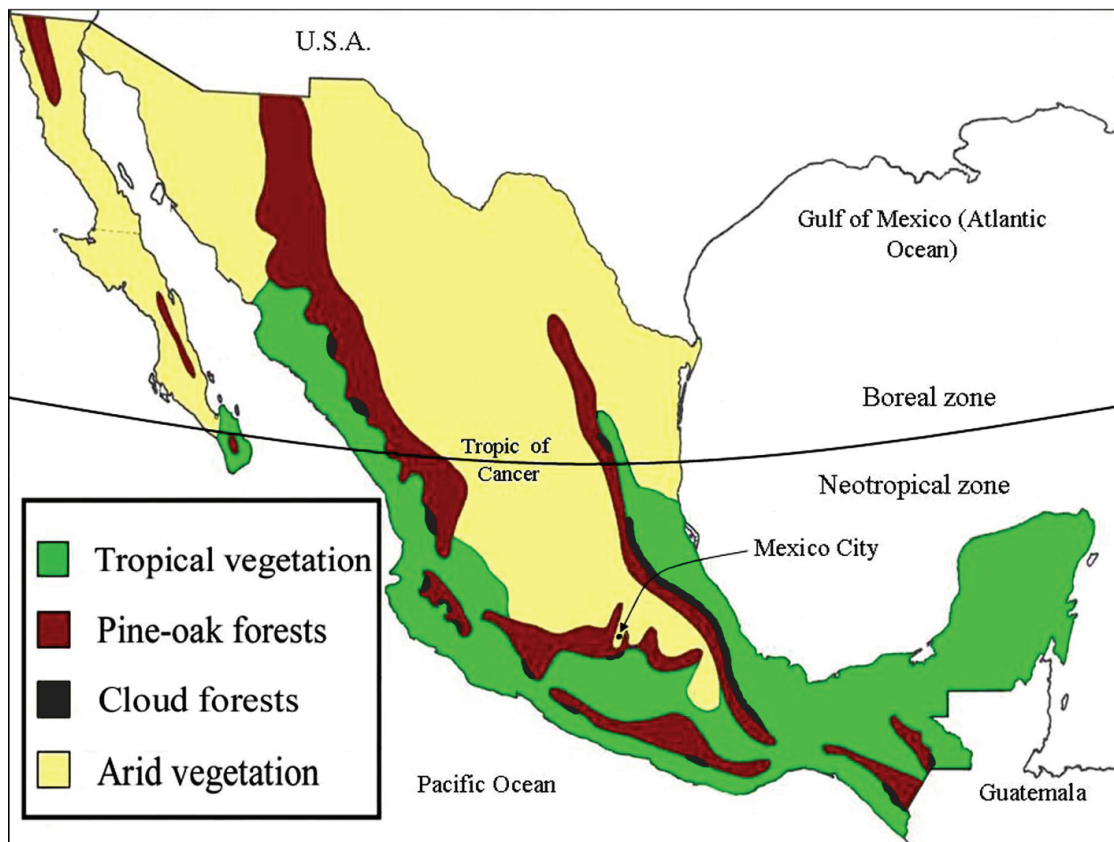 U.S.A.
Gulf of Mexico (Atlantic
Ocean)
Boreal zone
Tropic of
Cancer
Neotropical zone
Mexico City
Tropical vegetation
Pine-oak forests
Cloud forests
Arid vegetation
Pacific Ocean
Guatemala